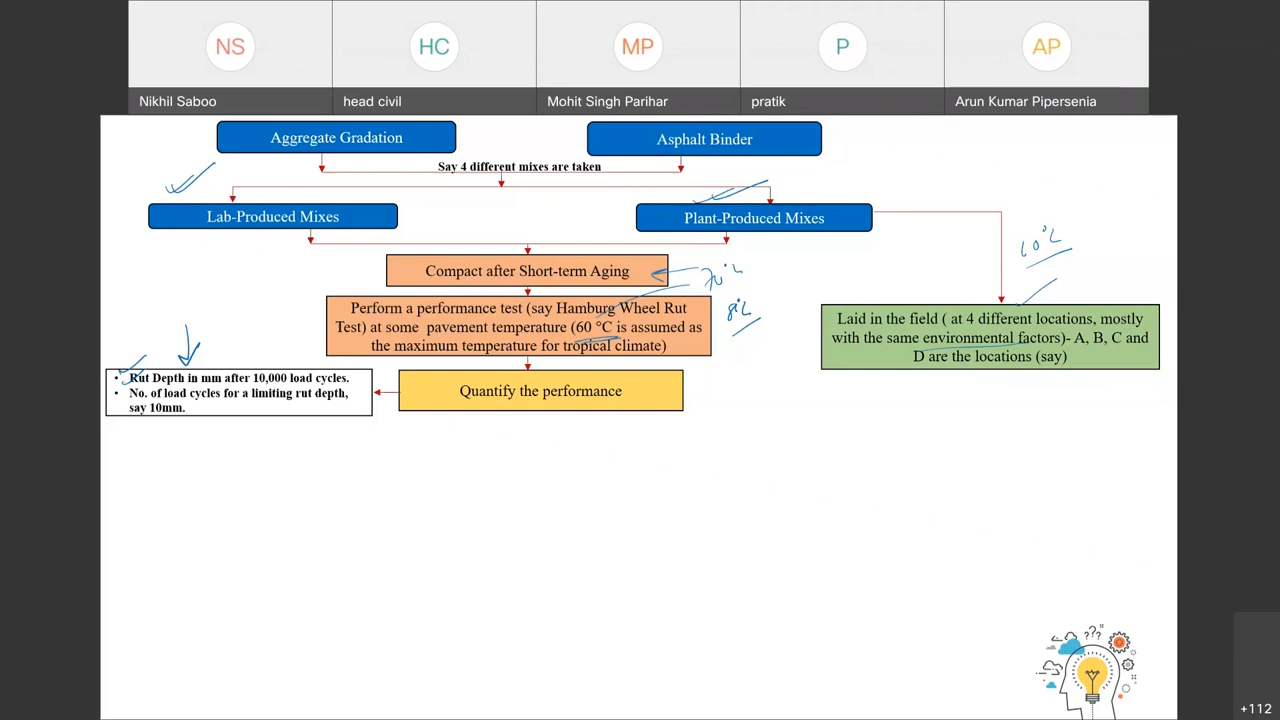 NS
HC
MP
P
AP
Nikhil Saboo
head civil
Mohit Singh Parihar
pratik
Arun Kumar Pipersenia
Aggregate Gradation
Asphalt Binder
Say 4 different mixes are taken
Lab-Produced Mixes
Plant-Produced Mixes
Compact after Short-term Aging
Perform a performance test (say Hamburg Wheel Rut
Test) at some pavement temperature (60 °C is assumed as
the maximum temperature for tropical climate)
Laid in the field ( at 4 different locations, mostly
with the same environmental factors)- A, B, C and
D are the locations (say)
• Rut Depth in mm after 10,000 load cycles.
• No. of load cycles for a limiting rut depth,
say 10mm.
Quantify the performance
???
+112